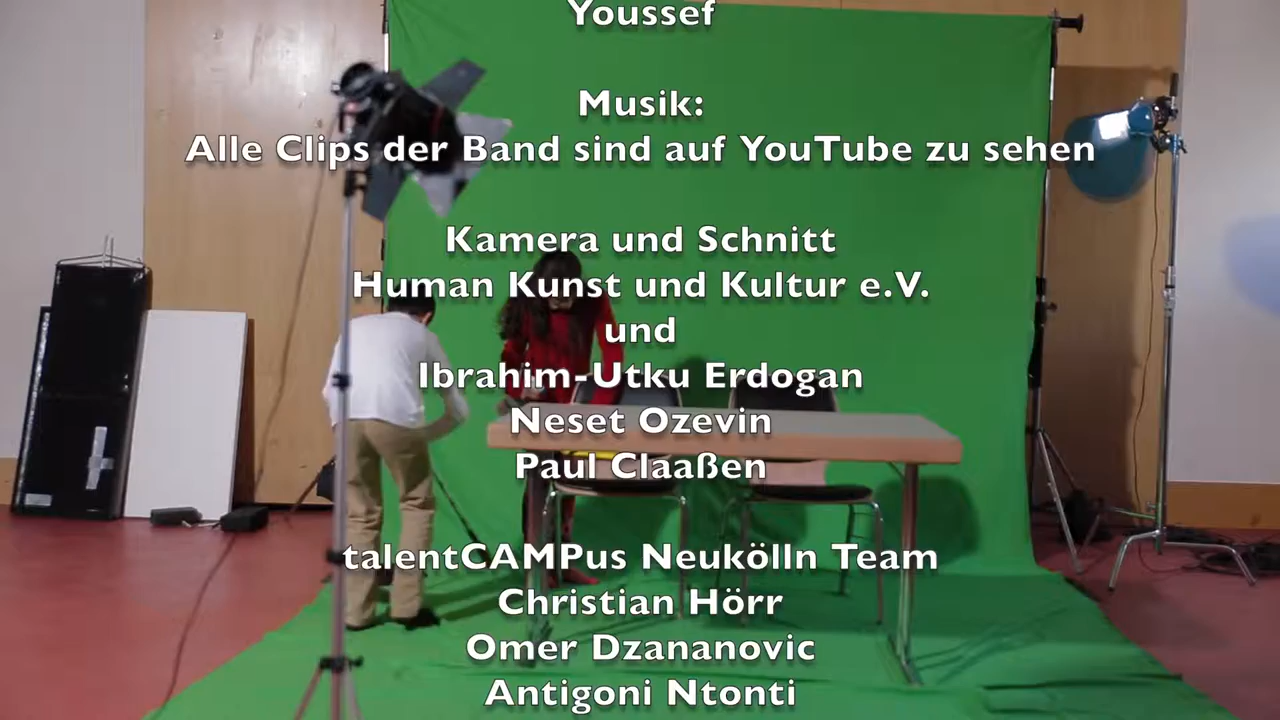 Youssef
Musik:
Alle Clips der Band sind auf YouTube zu sehen
Kamera und Schnitt
Human Kunst und Kultur e.V.
und
Ibrahim-Utku Erdogan
Neset Ozevin
Paul Claaßen
talentCAMPus Neukölln Team
Christian Hörr
Omer Dzananovic
Antigoni Ntonti